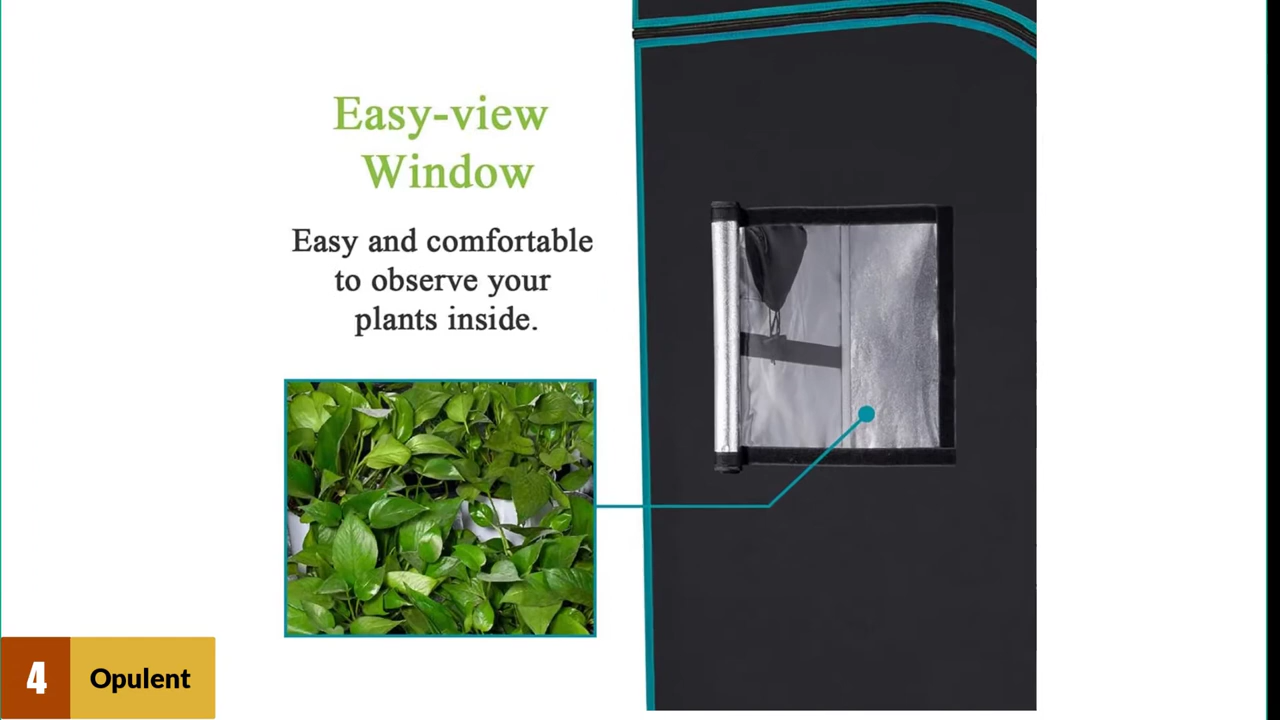 Easy-view
Window
Easy and comfortable
to observe your
plants inside.
4
Opulent